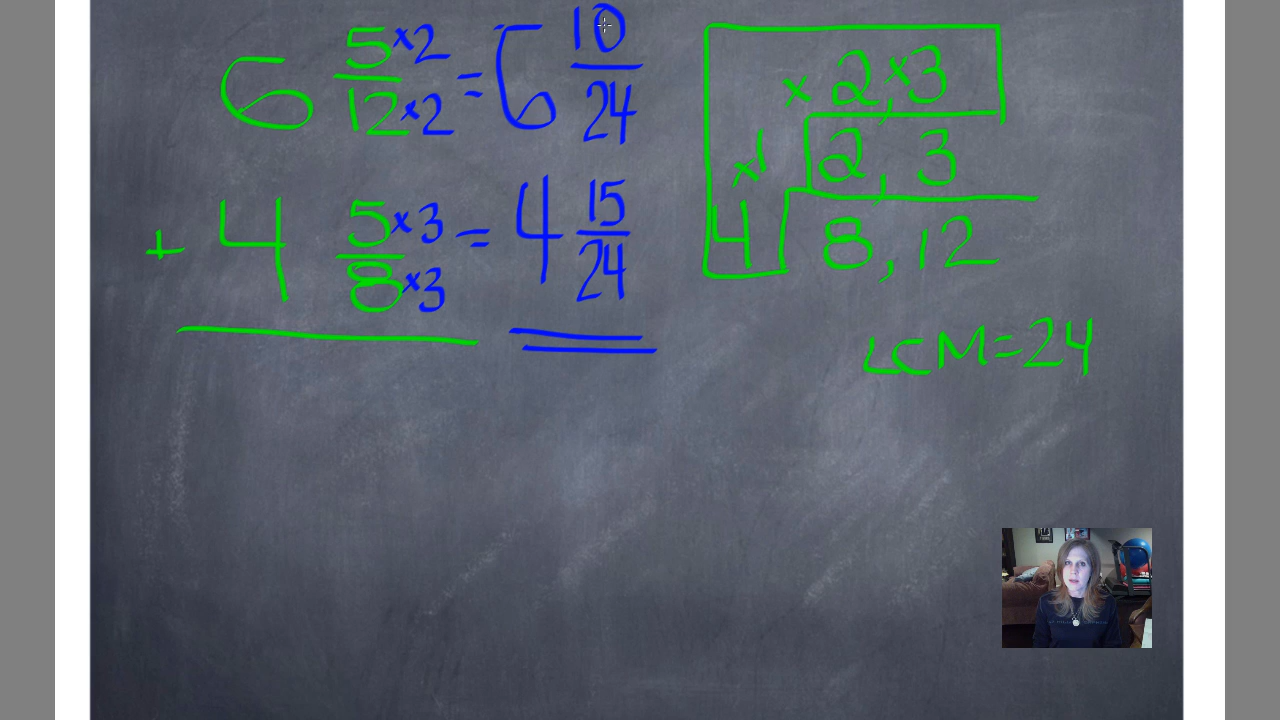 6 5/12 ×2 ×2 = 6 10/24
+ 4 5/8 ×3 ×3 = 4 15/24
× 2, × 3
×1 2, 3
4 8, 12
LCM=24